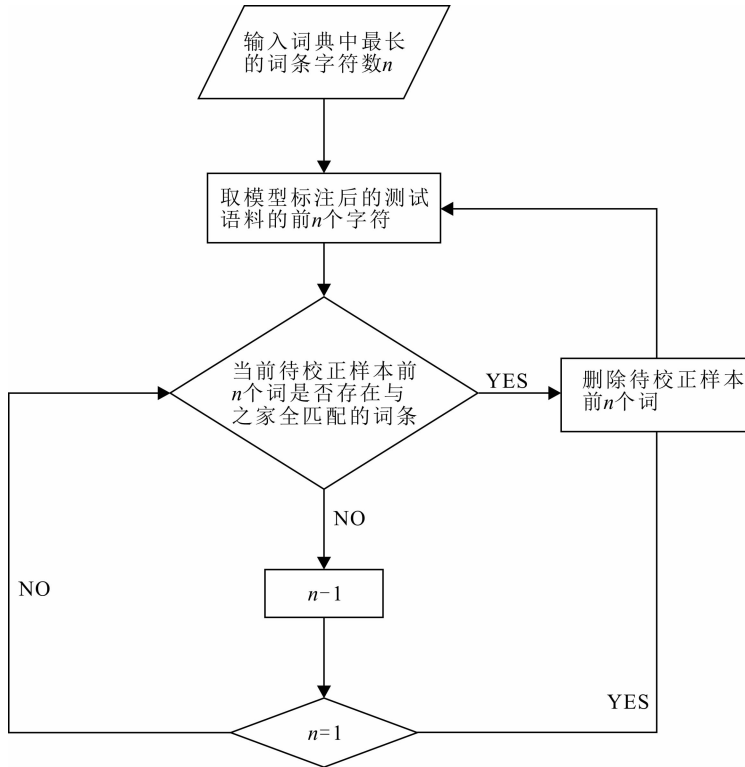 输入词典中最长
的词条字符数n
取模型标注后的测试
语料的前n个字符
当前待校正样本前
n个词是否存在与
之家全匹配的词条
YES
删除待校正样本
前n个词
NO
n-1
NO
n=1
YES